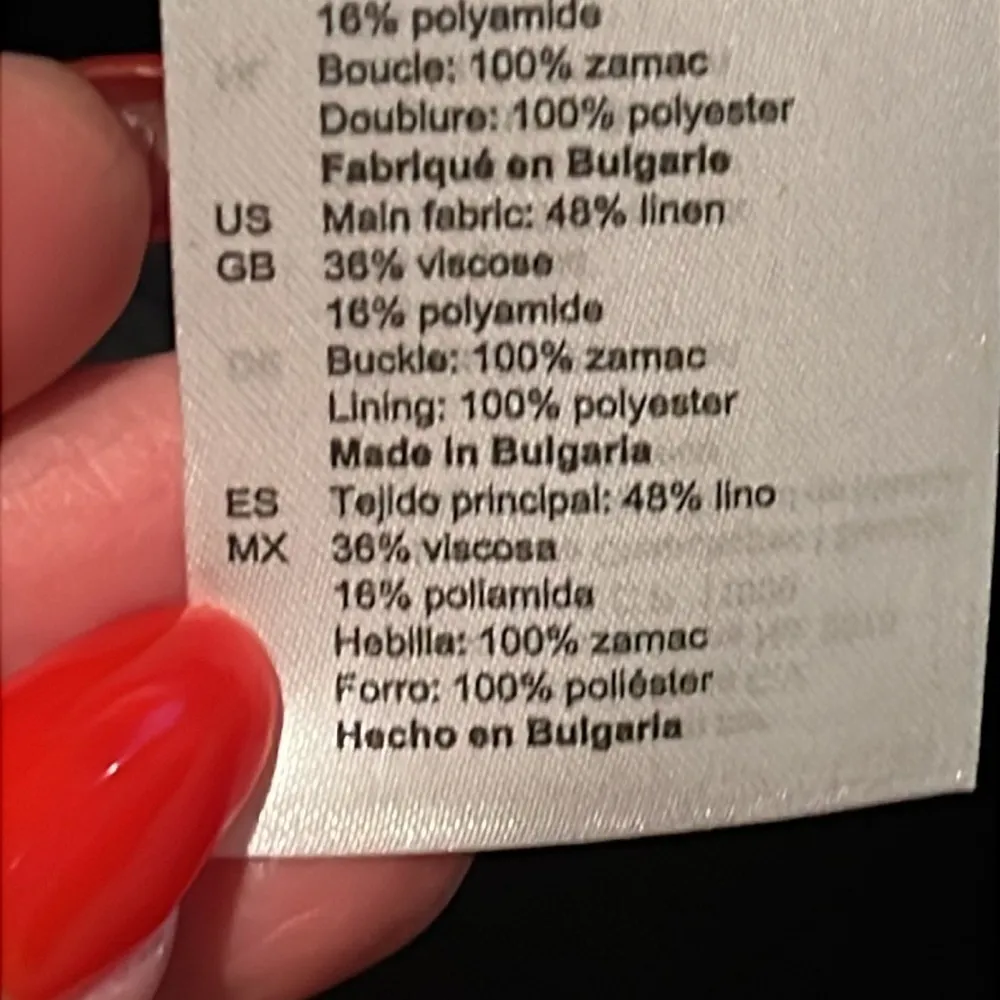 16% polyamide
Boucle: 100% zamac
Doublure: 100% polyester
Fabriqué en Bulgarie
US Main fabric: 48% linen
GB 36% viscose
16% polyamide
Buckle: 100% zamac
Lining: 100% polyester
Made in Bulgaria
ES Tejido principal: 48% lino
MX 36% viscosa
16% poliamida
Hebilla: 100% zamac
Forro: 100% poliéster
Hecho en Bulgaria